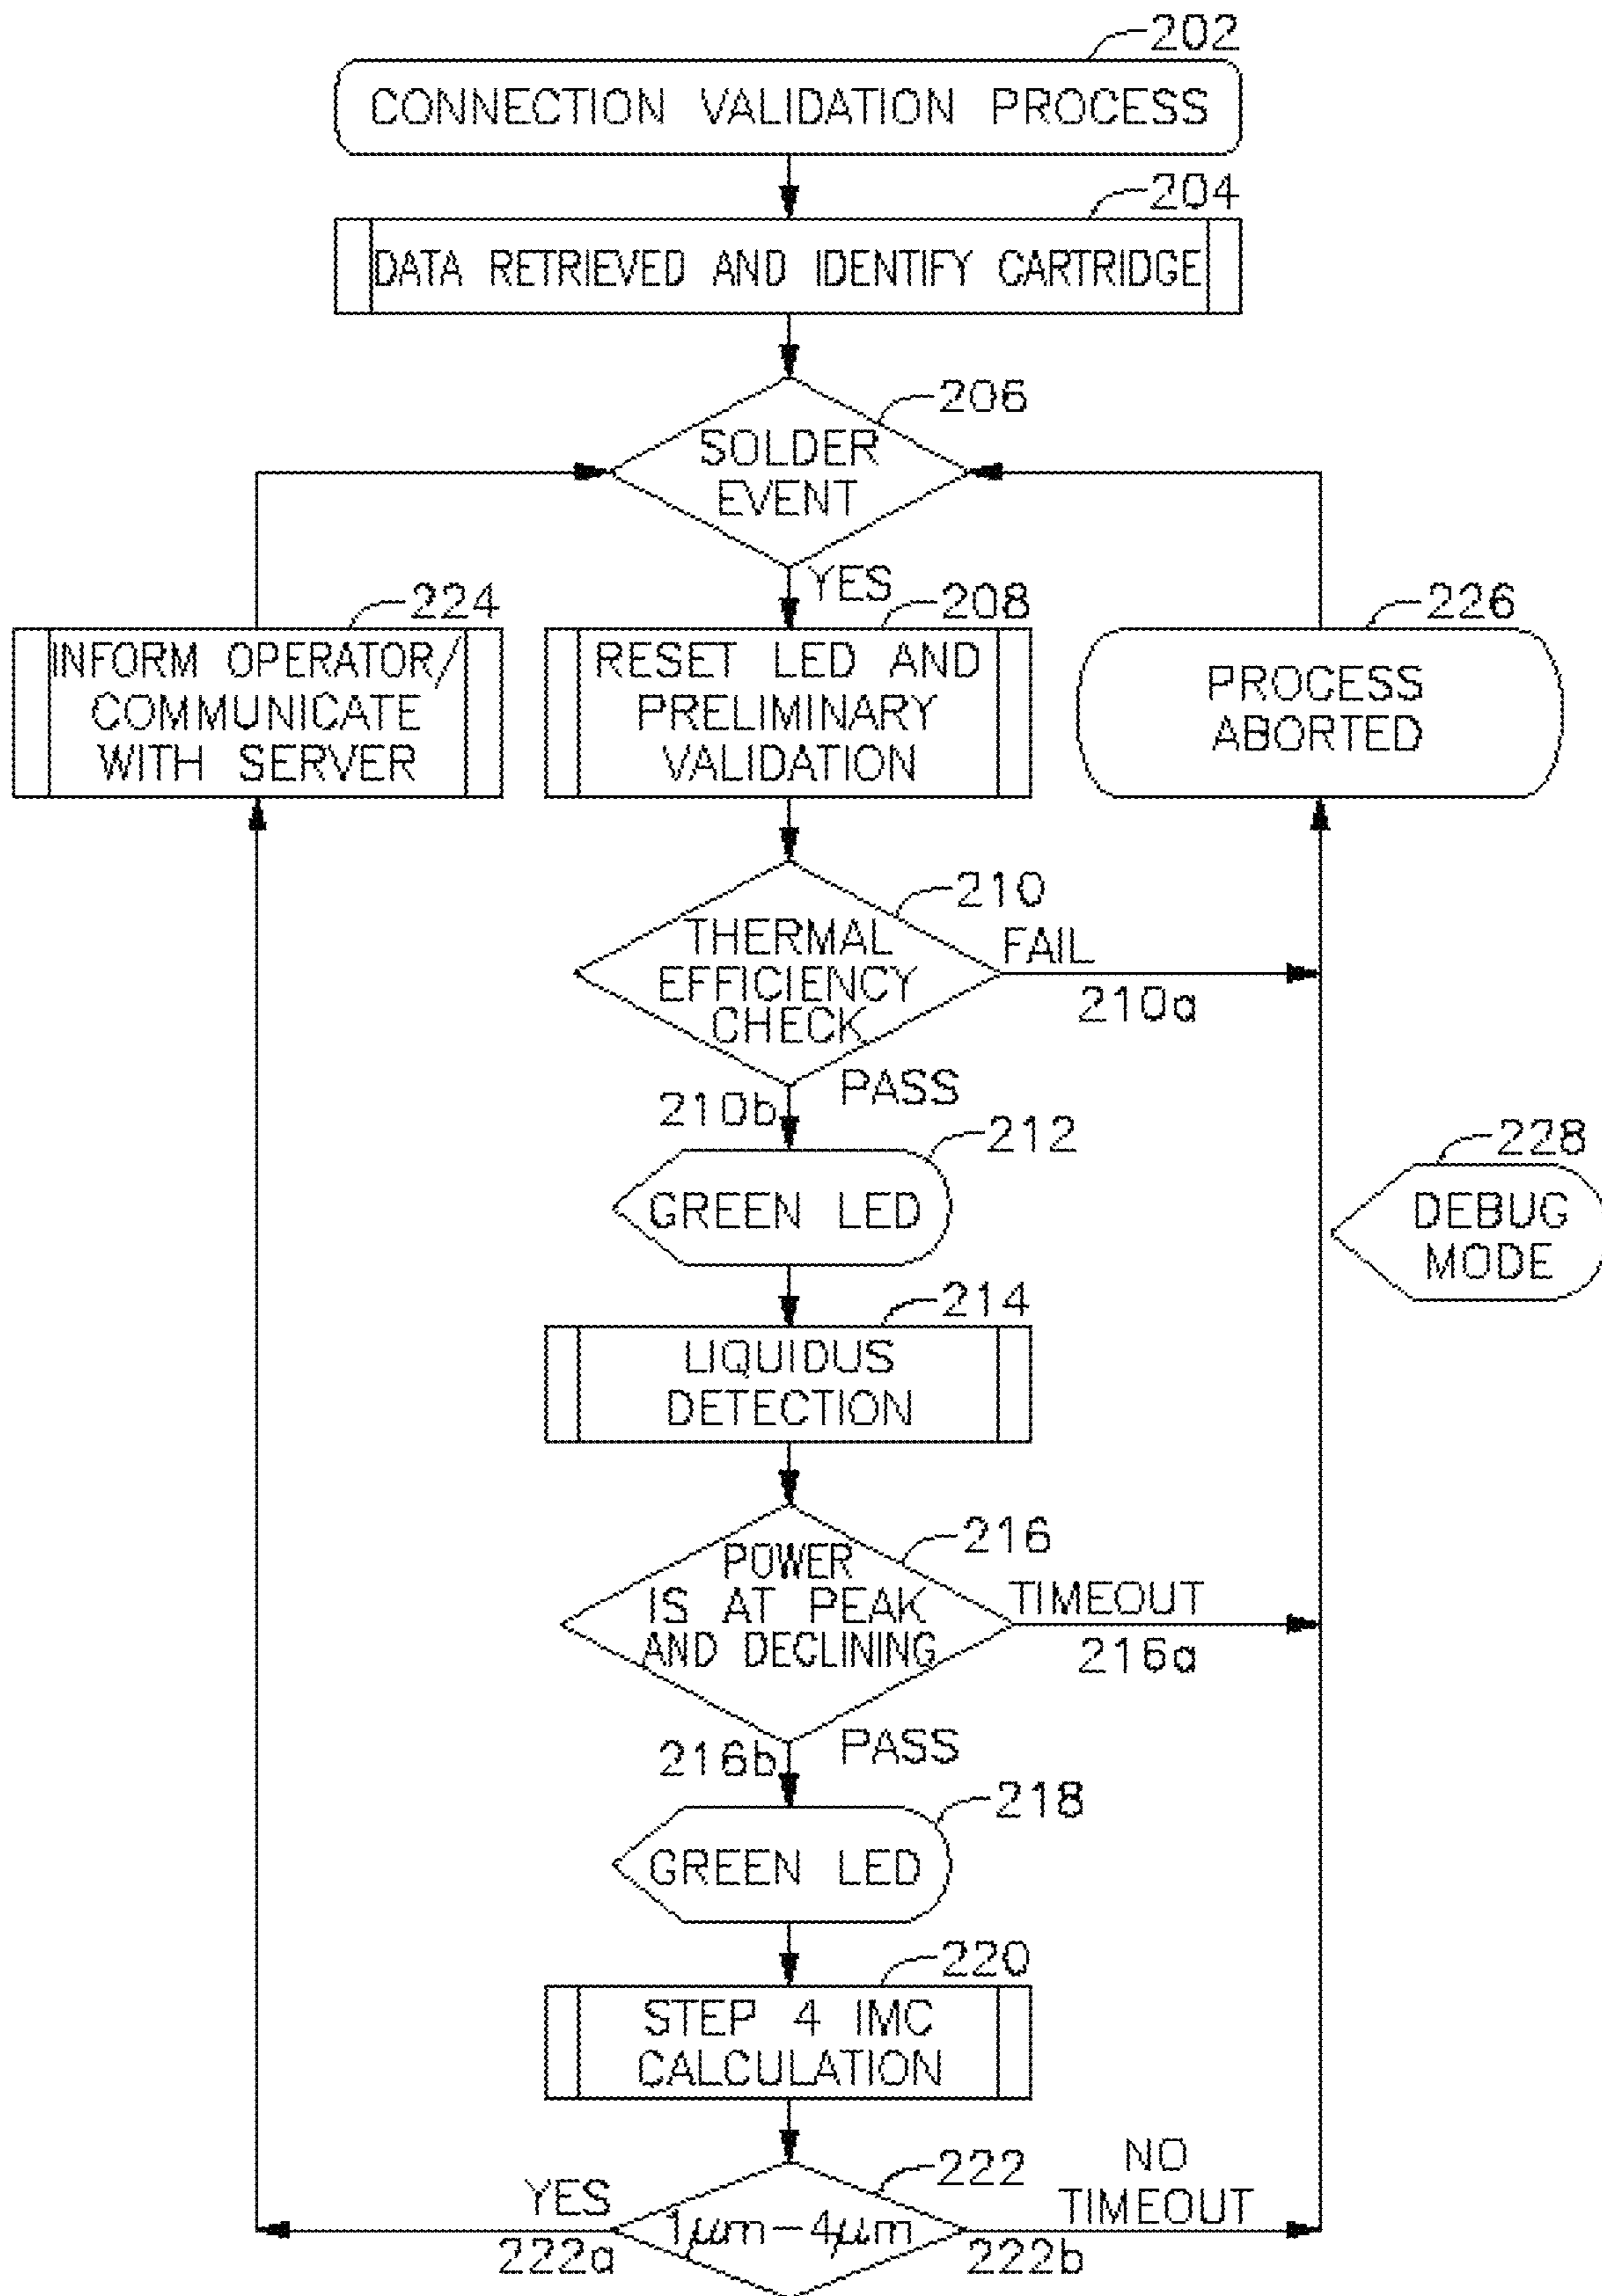 202
CONNECTION VALIDATION PROCESS
204
DATA RETRIEVED AND IDENTIFY CARTRIDGE
206
SOLDER
EVENT
YES
224
INFORM OPERATOR/
COMMUNICATE
WITH SERVER
208
RESET LED AND
PRELIMINARY
VALIDATION
226
PROCESS
ABORTED
210
THERMAL
EFFICIENCY
CHECK
FAIL
210a
PASS
210b
212
GREEN LED
228
DEBUG
MODE
214
LIQUIDUS
DETECTION
216
POWER
IS AT PEAK
AND DECLINING
TIMEOUT
216a
PASS
216b
218
GREEN LED
220
STEP 4 IMC
CALCULATION
222
1μm-4μm
YES
222a
NO
TIMEOUT
222b